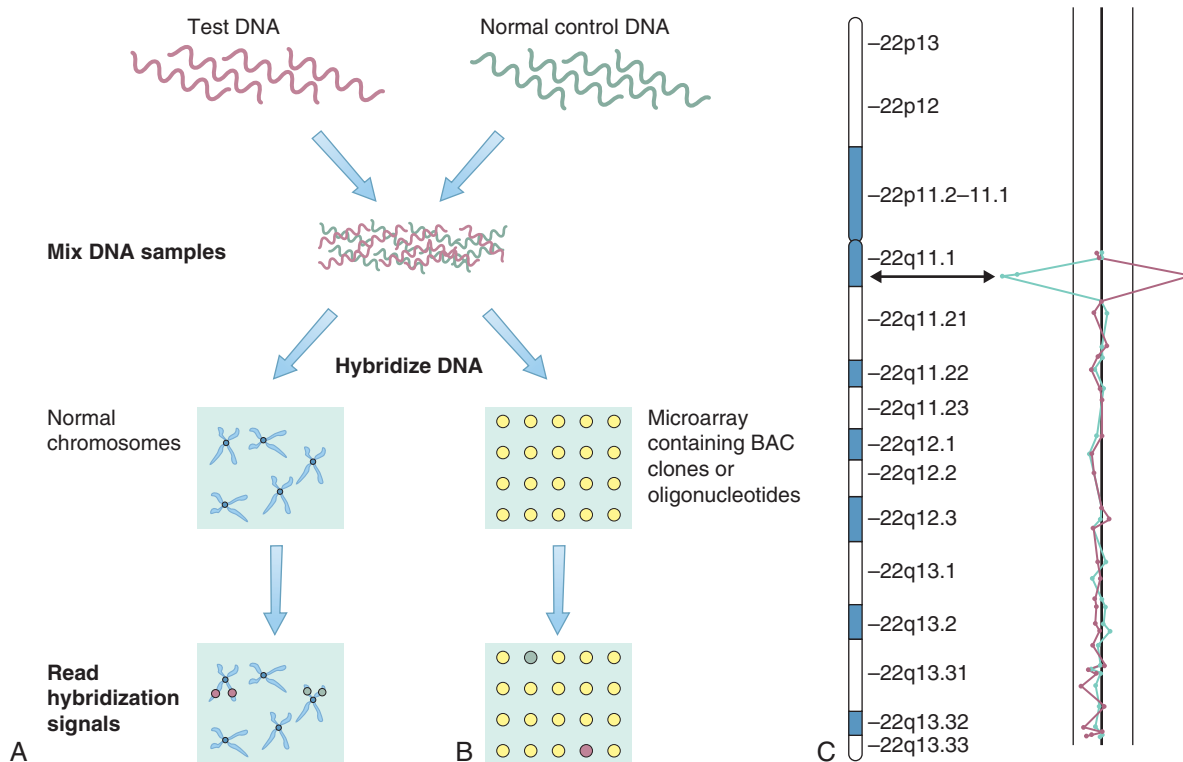 Test DNA
Normal control DNA
Mix DNA samples
Hybridize DNA
Normal
chromosomes
Microarray
containing BAC
clones or
oligonucleotides
Read
hybridization
signals
A
B
C
–22p13
–22p12
–22p11.2–11.1
–22q11.1
–22q11.21
–22q11.22
–22q11.23
–22q12.1
–22q12.2
–22q12.3
–22q13.1
–22q13.2
–22q13.31
–22q13.32
–22q13.33